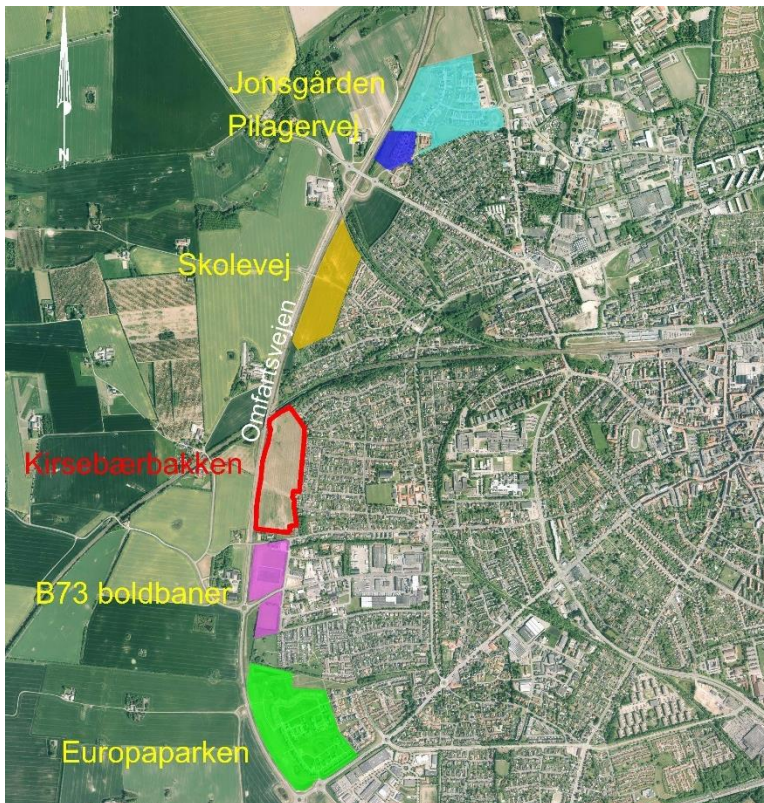 N
Jonsgården
Pilagervej
Skolevej
Omfartsvejen
Kirsebærbakken
B73 boldbaner
Europaparken